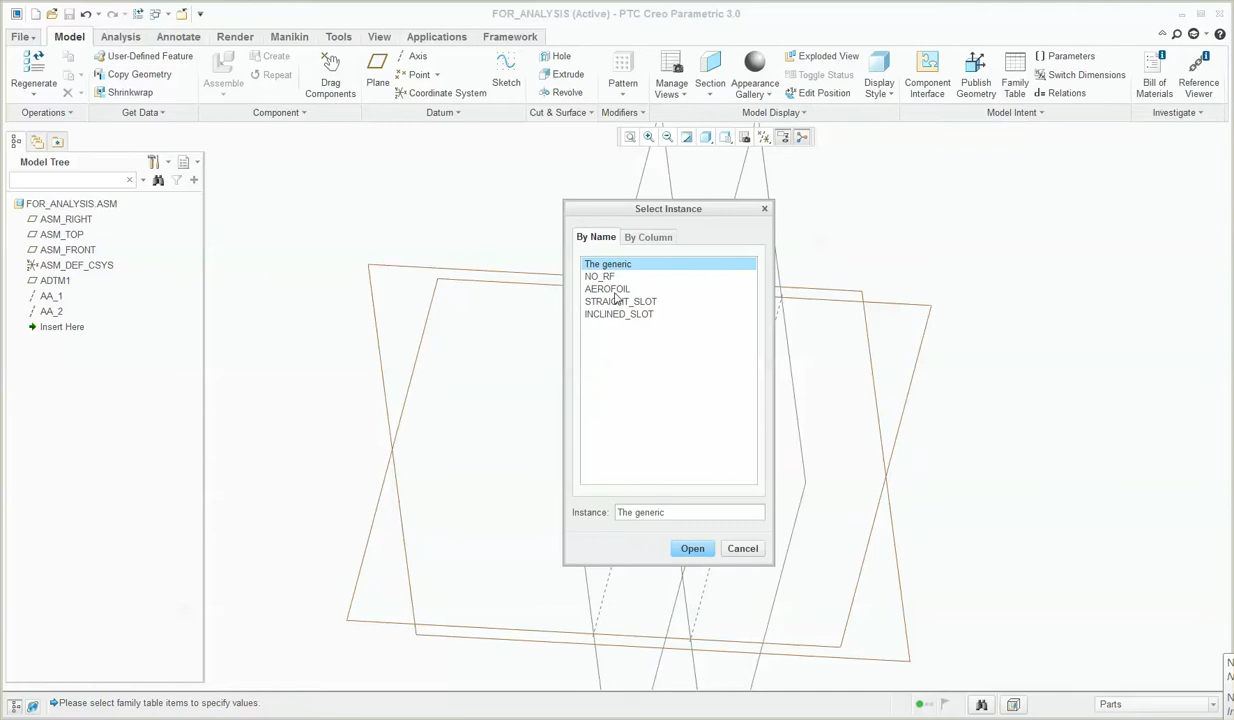 FOR_ANALYSIS (Active) - PTC Creo Parametric 3.0
File Model Analysis Annotate Render Manikin Tools View Applications Framework
Regenerate
User-Defined Feature
Copy Geometry
Shrinkwrap
Assemble
Create
Repeat
Drag Components
Plane
Axis
Point
Coordinate System
Sketch
Hole
Extrude
Revolve
Pattern
Manage Views
Section
Appearance Gallery
Exploded View
Toggle Status
Edit Position
Display Style
Component Interface
Publish Geometry
Family Table
Parameters
Switch Dimensions
Relations
Bill of Materials
Reference Viewer
Operations Get Data Component Datum Cut & Surface Modifiers Model Display Model Intent Investigate
Model Tree
FOR_ANALYSIS.ASM
ASM_RIGHT
ASM_TOP
ASM_FRONT
ASM_DEF_CSYS
ADTM1
AA_1
AA_2
Insert Here
Select Instance
By Name By Column
The generic
NO_RF
AEROFOIL
STRAIGHT_SLOT
INCLINED_SLOT
Instance: The generic
Open Cancel
Please select family table items to specify values.
Parts